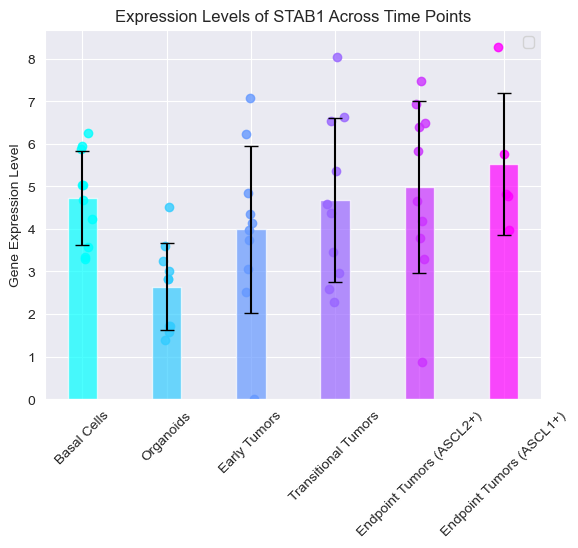 Expression Levels of STAB1 Across Time Points
Gene Expression Level
8
7
6
5
4
3
2
1
0
Basal Cells
Organoids
Early Tumors
Transitional Tumors
Endpoint Tumors (ASCL2+)
Endpoint Tumors (ASCL1+)